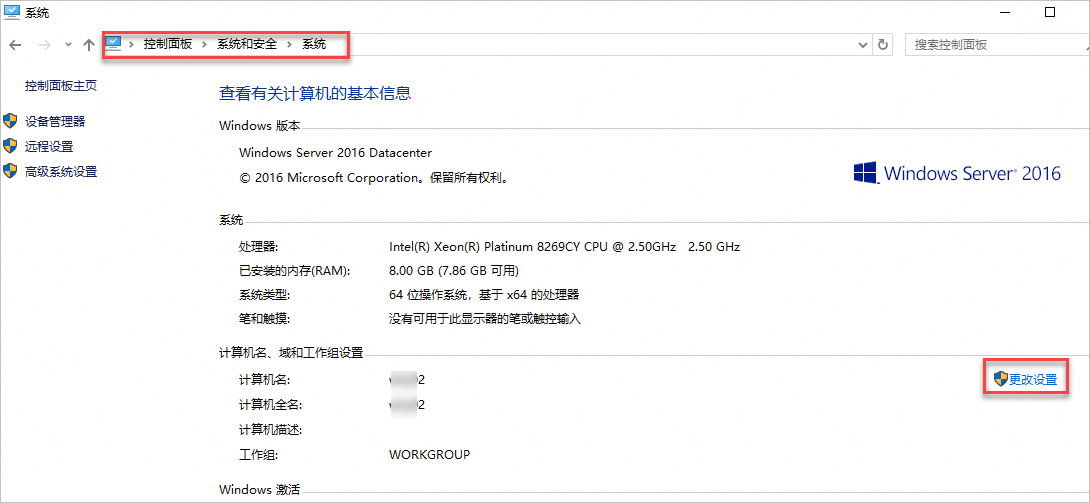 系统
控制面板 > 系统和安全 > 系统
搜索控制面板
控制面板主页
设备管理器
远程设置
高级系统设置
查看有关计算机的基本信息
Windows 版本
Windows Server 2016 Datacenter
© 2016 Microsoft Corporation。保留所有权利。
Windows Server® 2016
系统
处理器: Intel(R) Xeon(R) Platinum 8269CY CPU @ 2.50GHz 2.50 GHz
已安装的内存(RAM): 8.00 GB (7.86 GB 可用)
系统类型: 64 位操作系统，基于 x64 的处理器
笔和触摸: 没有可用于此显示器的笔或触控输入
计算机名、域和工作组设置
计算机名:
更改设置
计算机全名:
计算机描述:
工作组: WORKGROUP
Windows 激活